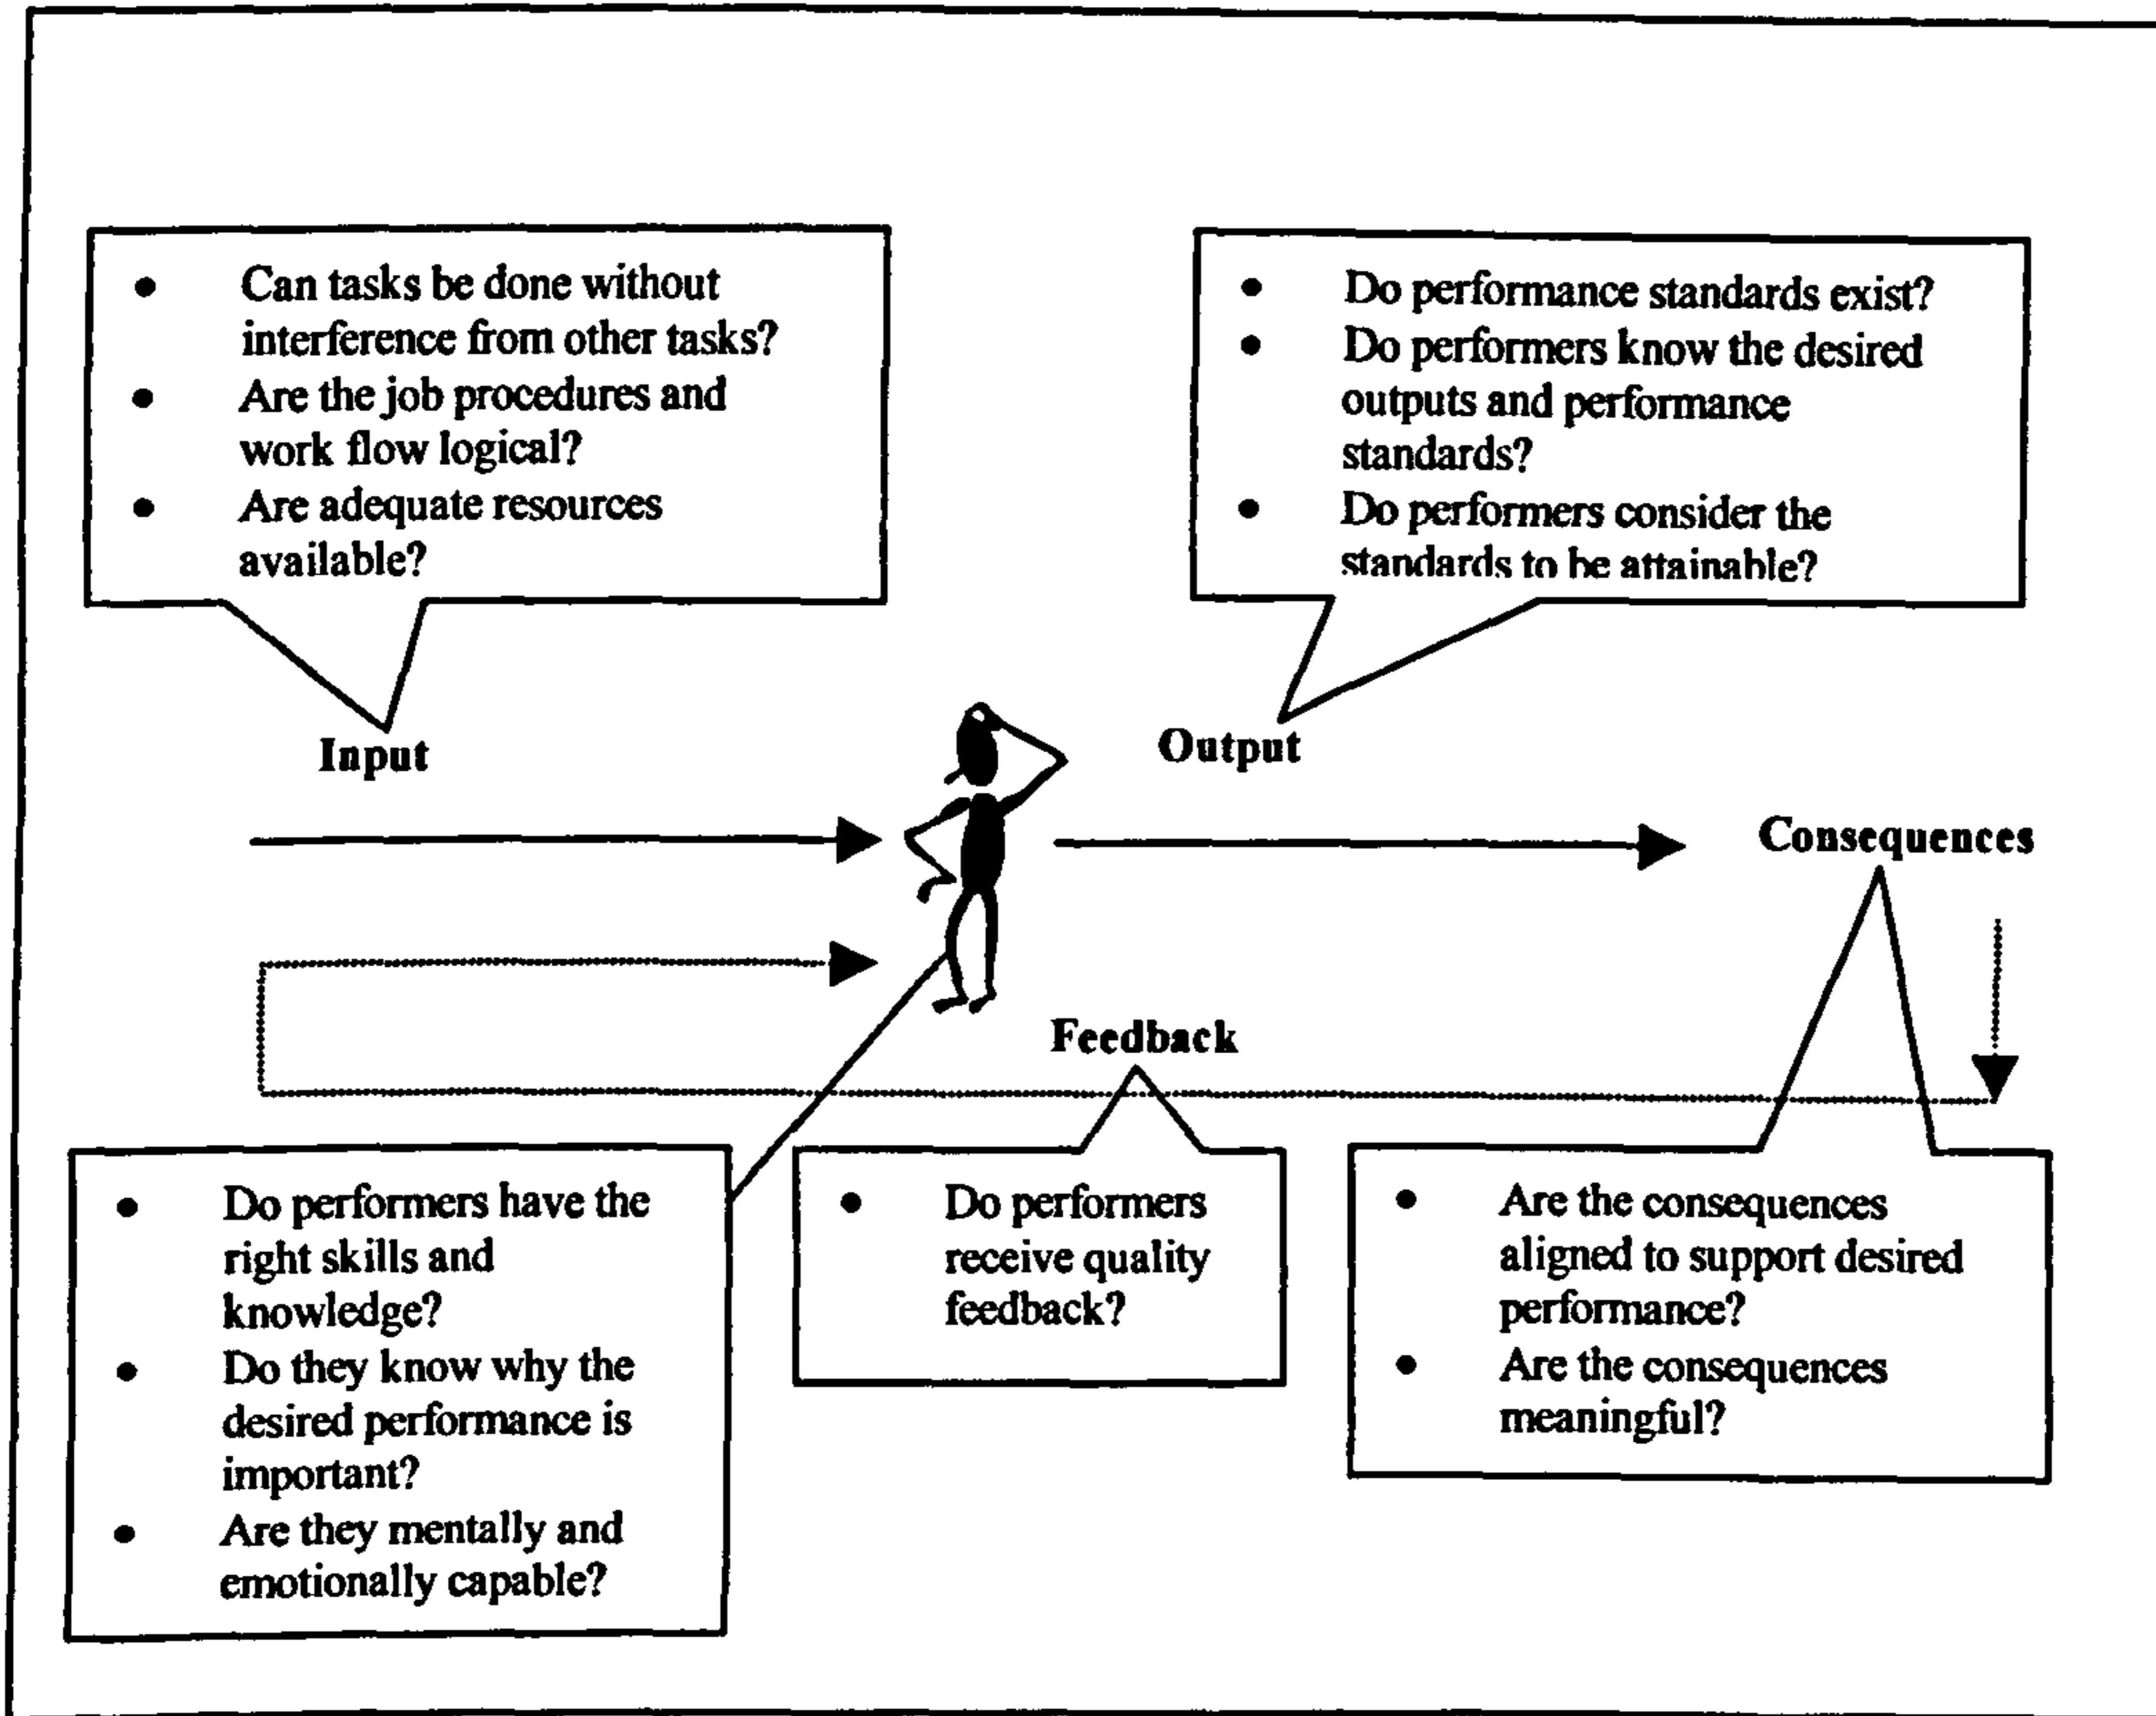 • Can tasks be done without
interference from other tasks?
• Are the job procedures and
work flow logical?
• Are adequate resources
available?
• Do performance standards exist?
• Do performers know the desired
outputs and performance
standards?
• Do performers consider the
standards to be attainable?
Input
Output
Consequences
Feedback
• Do performers have the
right skills and
knowledge?
• Do they know why the
desired performance is
important?
• Are they mentally and
emotionally capable?
• Do performers
receive quality
feedback?
• Are the consequences
aligned to support desired
performance?
• Are the consequences
meaningful?